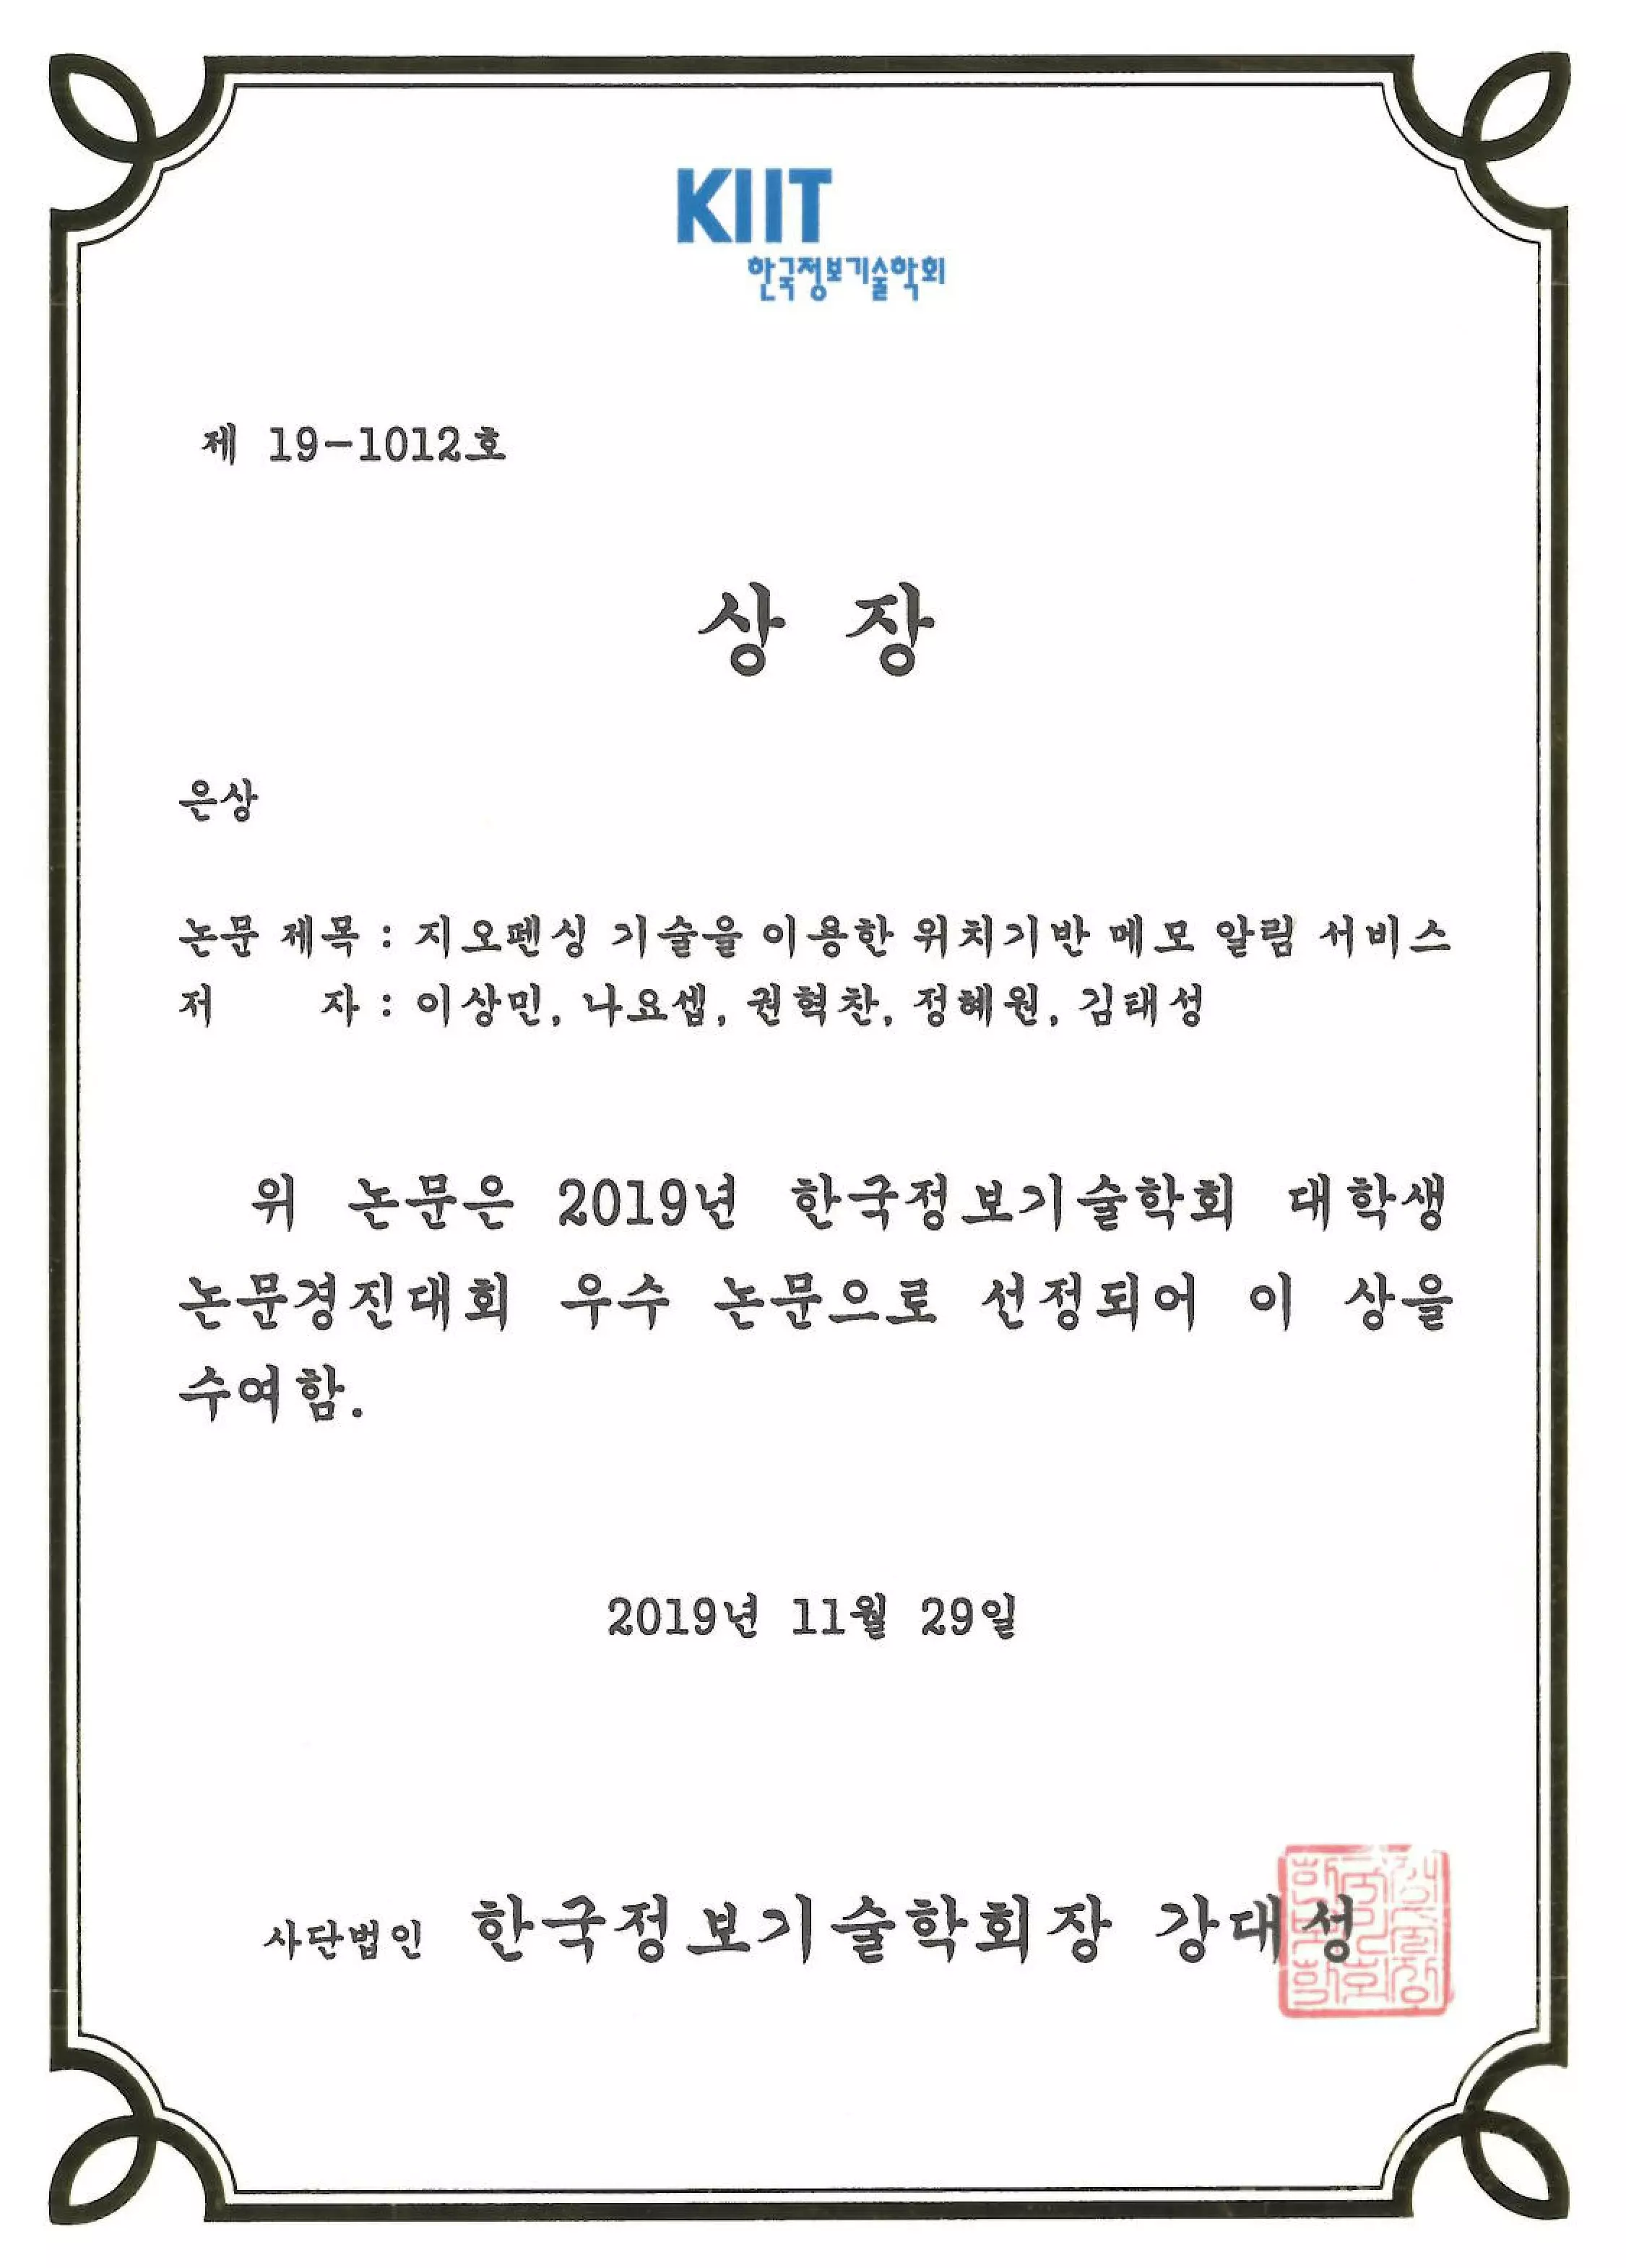 KIIT
한국정보기술학회
제 19-1012호
상 장
은상
논문 제목 : 지오펜싱 기술을 이용한 위치기반 메모 알림 서비스
저 자 : 이상민, 나요셉, 권혁찬, 정혜원, 김태성
위 논문은 2019년 한국정보기술학회 대학생
논문경진대회 우수 논문으로 선정되어 이 상을
수여함.
2019년 11월 29일
사단법인 한국정보기술학회장 강대성